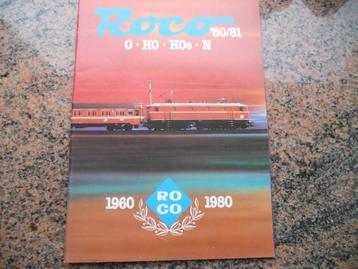 Roco '80/81
O · HO · HOe · N
1960 RO CO 1980